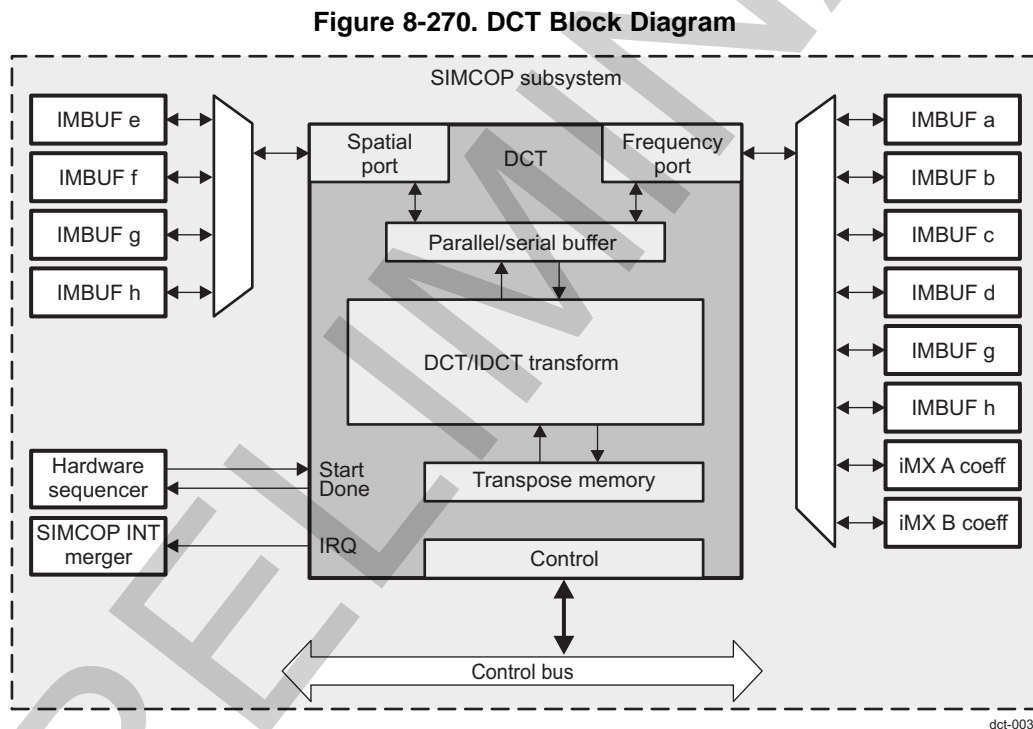 Figure 8-270. DCT Block Diagram
SIMCOP subsystem
IMBUF e
IMBUF f
IMBUF g
IMBUF h
Spatial
port
DCT
Frequency
port
Parallel/serial buffer
DCT/IDCT transform
Transpose memory
Control
Hardware
sequencer
Start
Done
SIMCOP INT
merger
IRQ
IMBUF a
IMBUF b
IMBUF c
IMBUF d
IMBUF g
IMBUF h
iMX A coeff
iMX B coeff
Control bus
dct-003